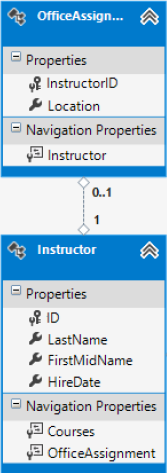 OfficeAssign...
Properties
InstructorID
Location
Navigation Properties
Instructor
0..1
1
Instructor
Properties
ID
LastName
FirstMidName
HireDate
Navigation Properties
Courses
OfficeAssignment